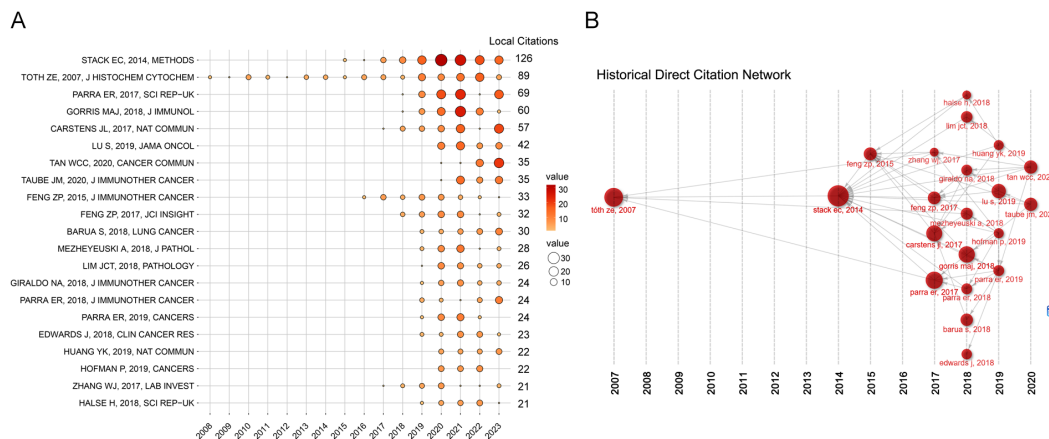 A
B
Local Citations
STACK EC, 2014, METHODS 126
TOTH ZE, 2007, J HISTOCHEM CYTOCHEM 89
PARRA ER, 2017, SCI REP-UK 69
GORRIS MAJ, 2018, J IMMUNOL 60
CARSTENS JL, 2017, NAT COMMUN 57
LU S, 2019, JAMA ONCOL 42
TAN WCC, 2020, CANCER COMMUN 35
TAUBE JM, 2020, J IMMUNOTHER CANCER 35
FENG ZP, 2015, J IMMUNOTHER CANCER 33
FENG ZP, 2017, JCI INSIGHT 32
BARUA S, 2018, LUNG CANCER 30
MEZHEYEUSKI A, 2018, J PATHOL 28
LIM JCT, 2018, PATHOLOGY 26
GIRALDO NA, 2018, J IMMUNOTHER CANCER 24
PARRA ER, 2018, J IMMUNOTHER CANCER 24
PARRA ER, 2019, CANCERS 24
EDWARDS J, 2018, CLIN CANCER RES 23
HUANG YK, 2019, NAT COMMUN 22
HOFMAN P, 2019, CANCERS 22
ZHANG WJ, 2017, LAB INVEST 21
HALSE H, 2018, SCI REP-UK 21
2008 2009 2010 2011 2012 2013 2014 2015 2016 2017 2018 2019 2020 2021 2022 2023
value
30
20
10
value
30
20
10
Historical Direct Citation Network
halse h, 2018
lim jct, 2018
huang yk, 2019
zhang wj, 2017
feng zp, 2015
giraldo na, 2018
tan wcc, 202
lu s, 2019
feng zp, 2017
tóth ze, 2007
stack ec, 2014
taube jm, 202
mezheyeuski a, 2018
carstens jl, 2017
hofman p, 2019
gorris maj, 2018
parra er, 2019
parra er, 2017
parra er, 2018
barua s, 2018
edwards j, 2018
2007 2008 2009 2010 2011 2012 2013 2014 2015 2016 2017 2018 2019 2020